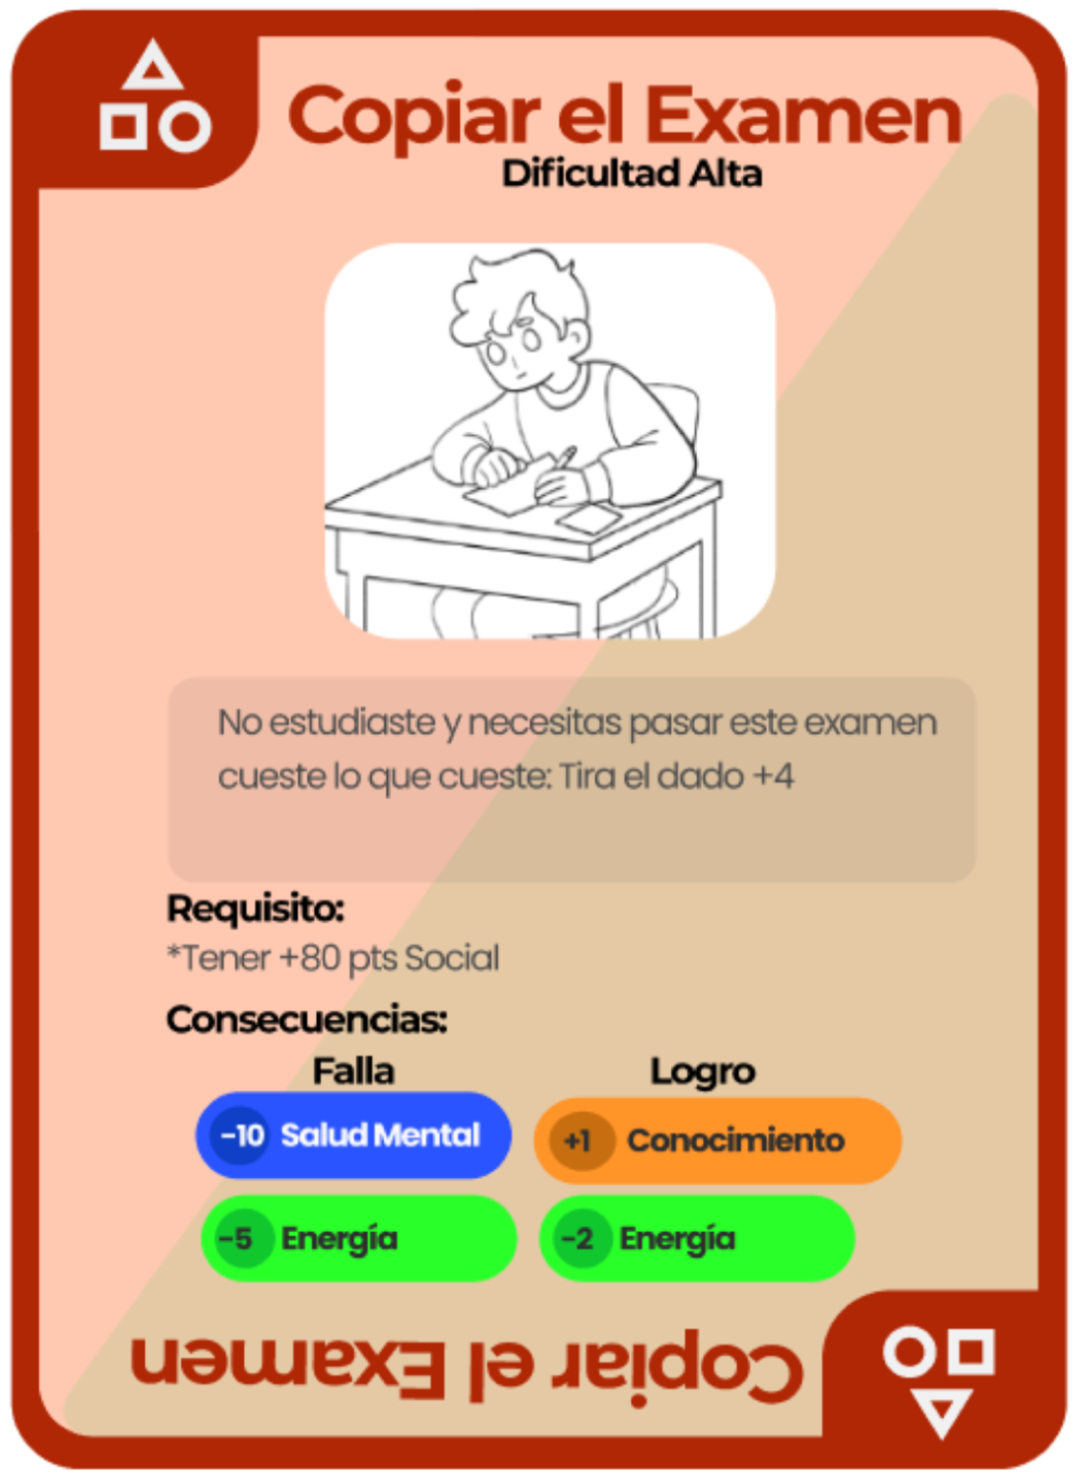 Copiar el Examen
Dificultad Alta
No estudiaste y necesitas pasar este examen
cueste lo que cueste: Tira el dado +4
Requisito:
*Tener +80 pts Social
Consecuencias:
Falla
Logro
-10 Salud Mental
+1 Conocimiento
-5 Energía
-2 Energía
Copiar el Examen